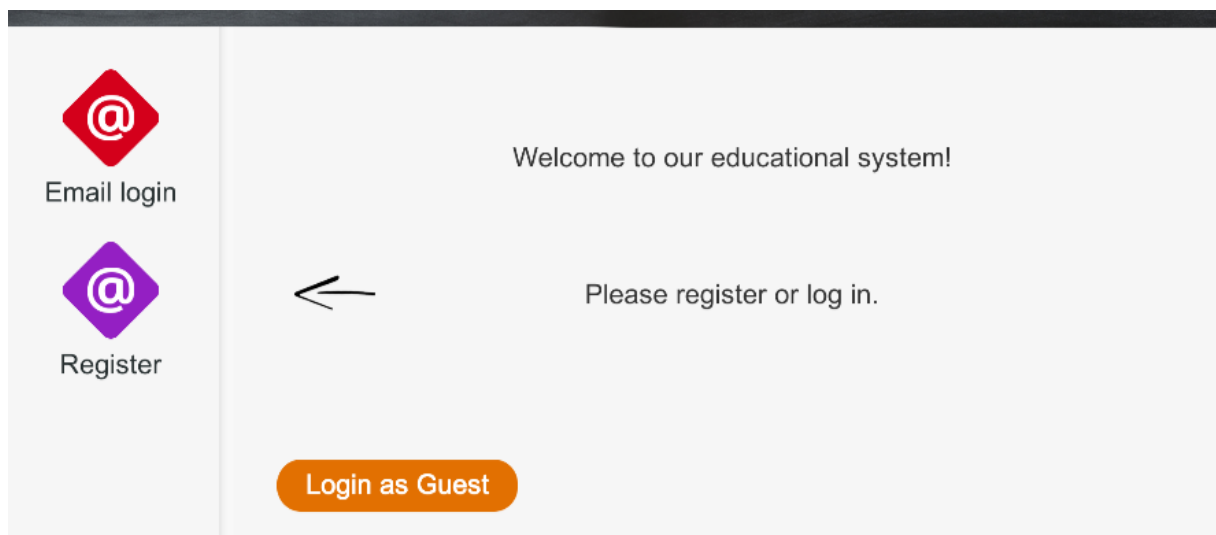 @
Email login
@
Register
Welcome to our educational system!
Please register or log in.
Login as Guest